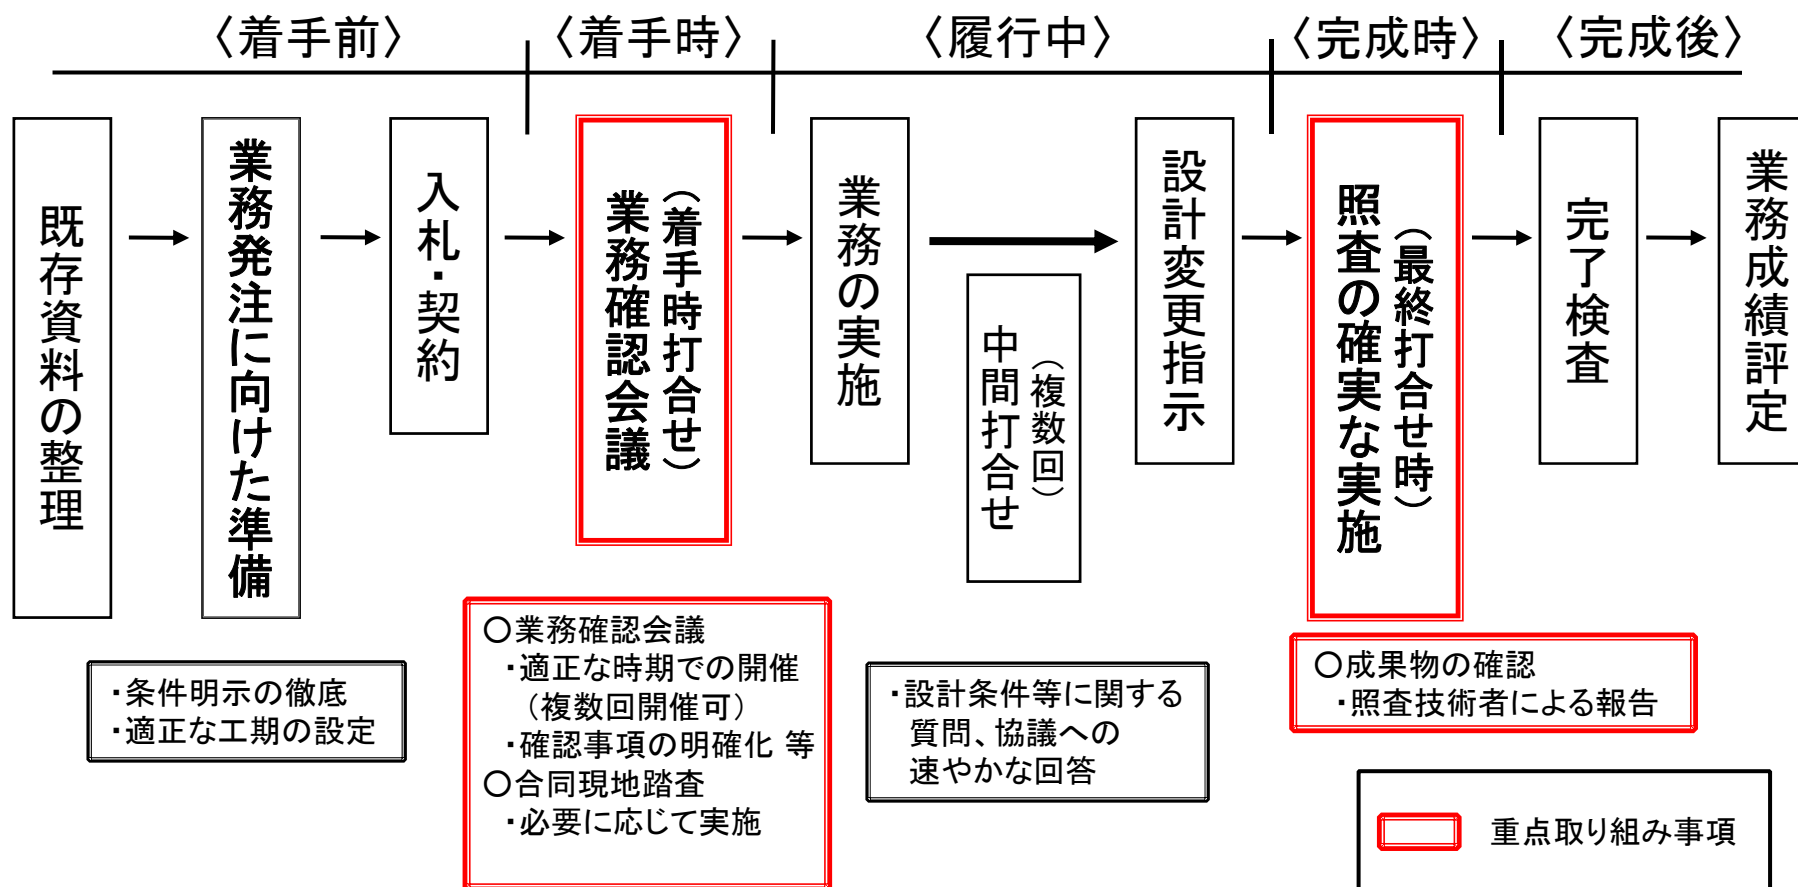 〈着手前〉
〈着手時〉
〈履行中〉
〈完成時〉
〈完成後〉
既存資料の整理
業務発注に向けた準備
入札・契約
（着手時打合せ）
業務確認会議
業務の実施
（複数回）
中間打合せ
設計変更指示
（最終打合せ時）
照査の確実な実施
完了検査
業務成績評定
・条件明示の徹底
・適正な工期の設定
○業務確認会議
・適正な時期での開催
（複数回開催可）
・確認事項の明確化 等
○合同現地踏査
・必要に応じて実施
・設計条件等に関する
質問、協議への
速やかな回答
○成果物の確認
・照査技術者による報告
重点取り組み事項